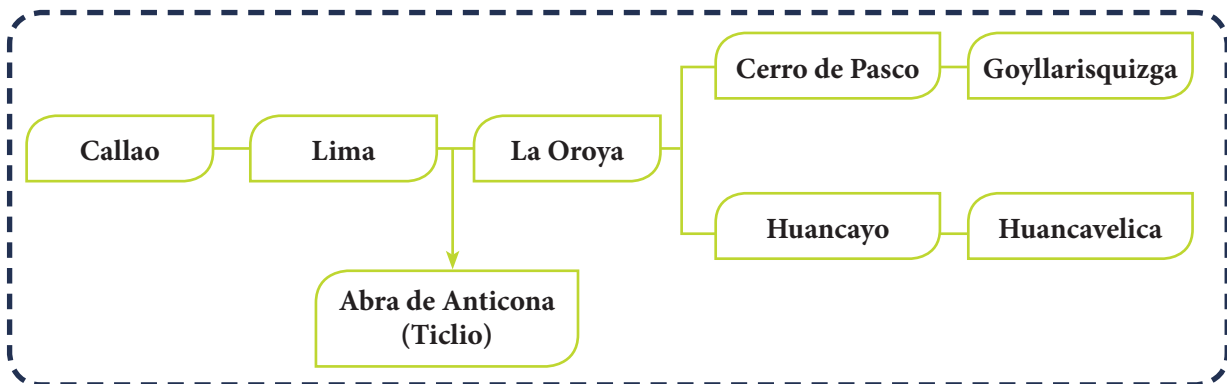 Callao
Lima
La Oroya
Cerro de Pasco
Goyllarisquizga
Huancayo
Huancavelica
Abra de Anticona
(Ticlio)